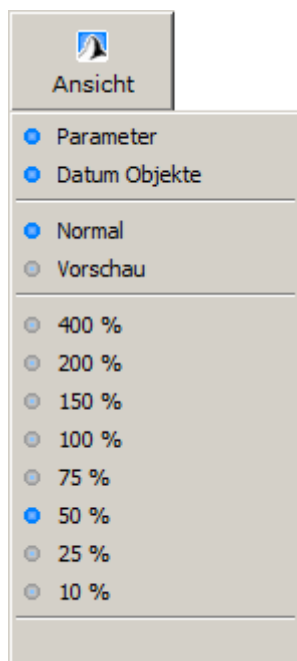 Ansicht
Parameter
Datum Objekte
Normal
Vorschau
400 %
200 %
150 %
100 %
75 %
50 %
25 %
10 %